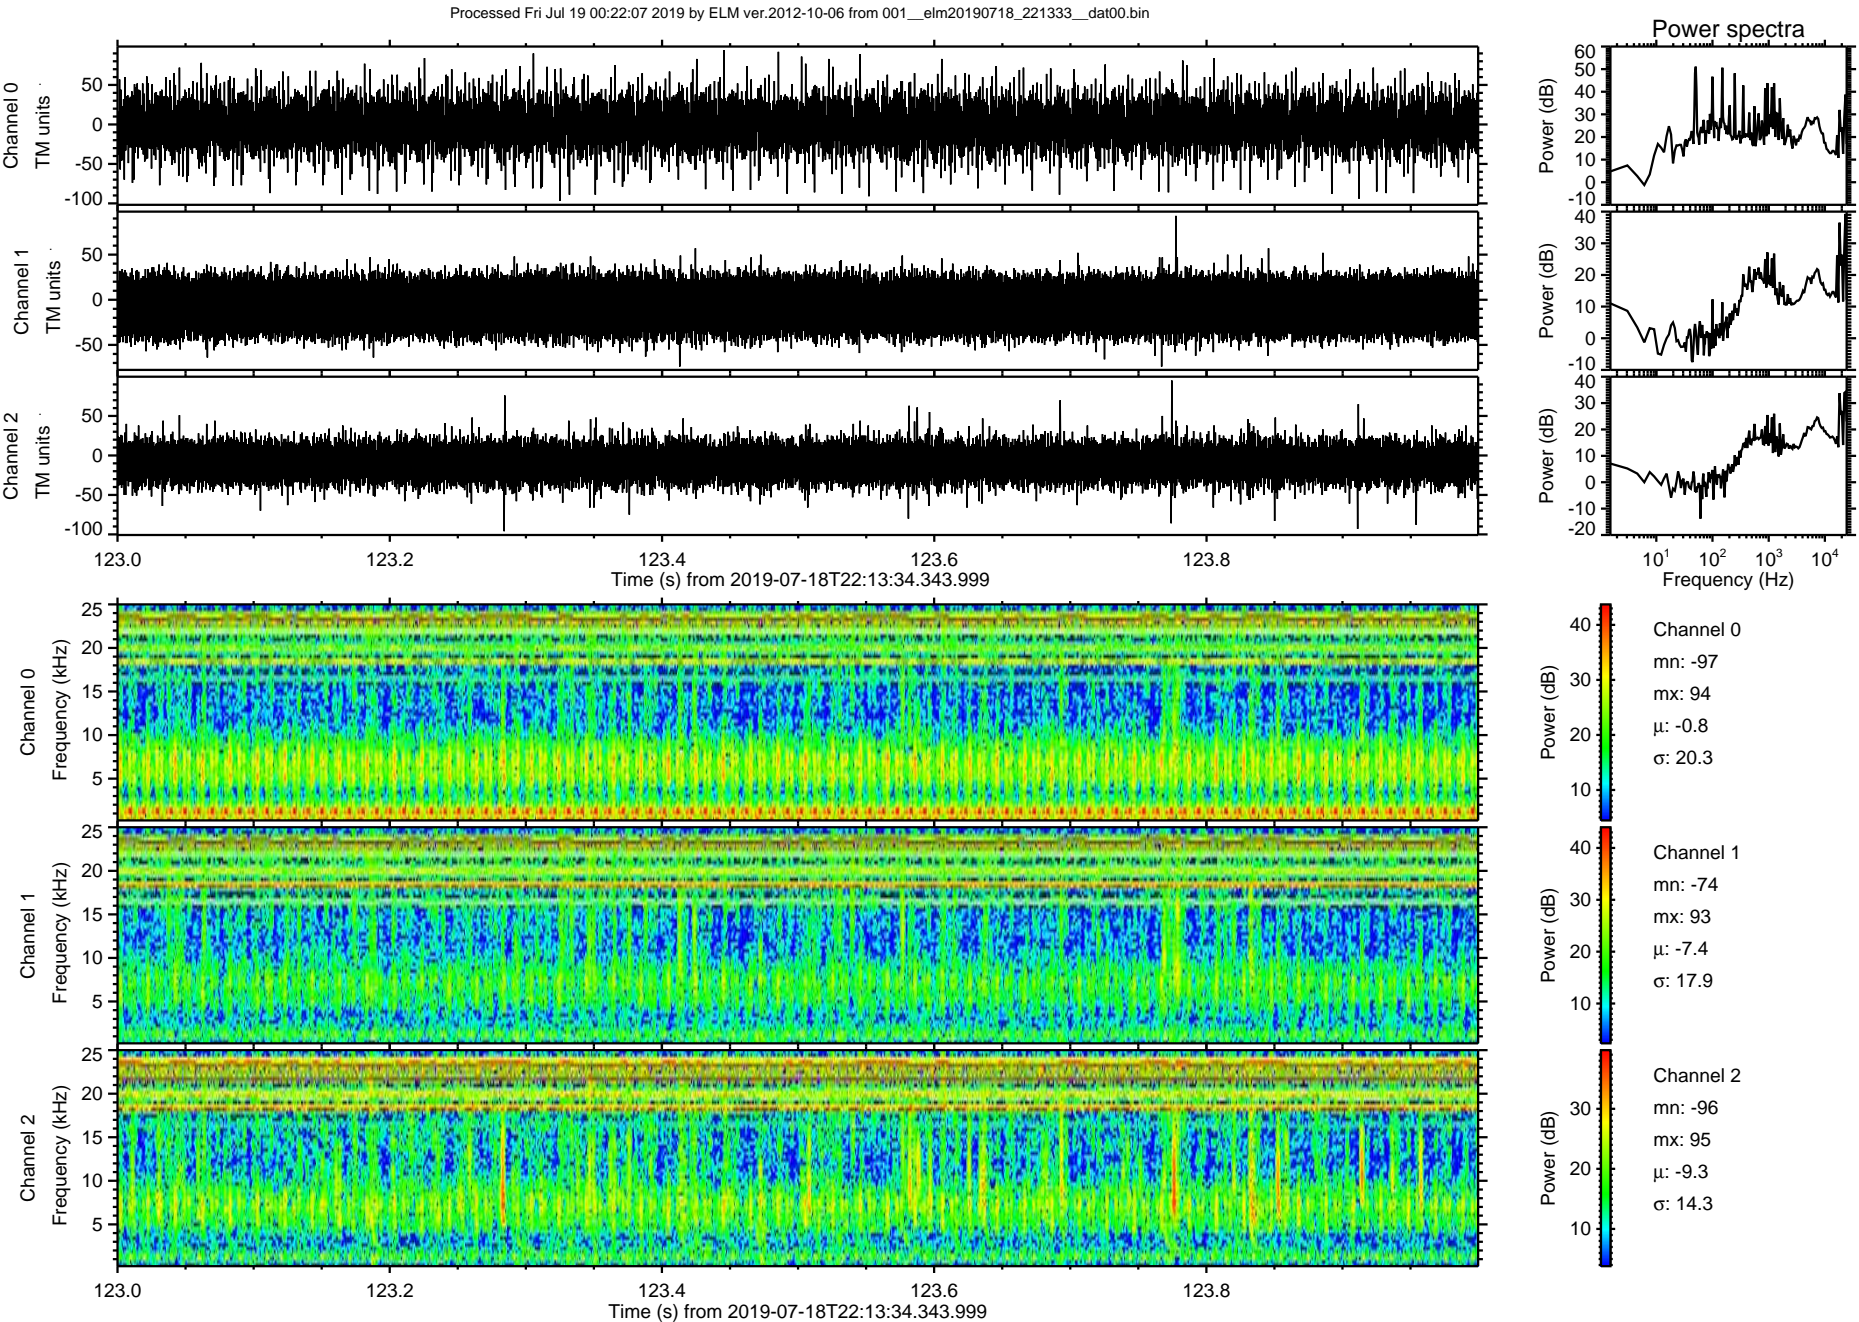 Processed Fri Jul 19 00:22:07 2019 by ELM ver.2012-10-06 from 001__elm20190718_221333__dat00.bin
Power spectra
Channel 0
TM units
50
0
-50
-100
Power (dB)
60
50
40
30
20
10
0
-10
Channel 1
TM units
50
0
-50
Power (dB)
40
30
20
10
0
-10
Channel 2
TM units
50
0
-50
-100
Power (dB)
40
30
20
10
0
-10
-20
123.0 123.2 123.4 123.6 123.8
Time (s) from 2019-07-18T22:13:34.343.999
10^1 10^2 10^3 10^4
Frequency (Hz)
Channel 0
Frequency (kHz)
25
20
15
10
5
Power (dB)
40
30
20
10
Channel 0
mn: -97
mx: 94
μ: -0.8
σ: 20.3
Channel 1
Frequency (kHz)
25
20
15
10
5
Power (dB)
40
30
20
10
Channel 1
mn: -74
mx: 93
μ: -7.4
σ: 17.9
Channel 2
Frequency (kHz)
25
20
15
10
5
Power (dB)
30
20
10
Channel 2
mn: -96
mx: 95
μ: -9.3
σ: 14.3
123.0 123.2 123.4 123.6 123.8
Time (s) from 2019-07-18T22:13:34.343.999